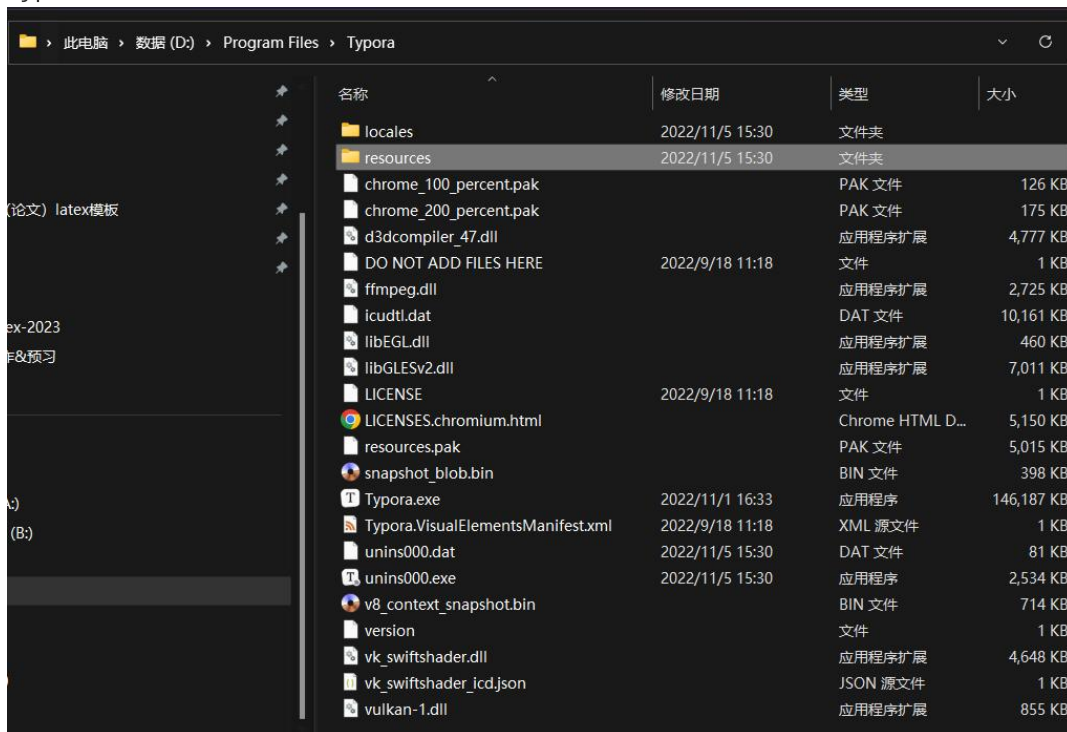 此电脑 › 数据 (D:) › Program Files › Typora
名称 修改日期 类型 大小
locales 2022/11/5 15:30 文件夹
resources 2022/11/5 15:30 文件夹
chrome_100_percent.pak PAK 文件 126 KB
(论文) latex模板 chrome_200_percent.pak PAK 文件 175 KB
d3dcompiler_47.dll 应用程序扩展 4,777 KB
DO NOT ADD FILES HERE 2022/9/18 11:18 文件 1 KB
ffmpeg.dll 应用程序扩展 2,725 KB
icudtl.dat DAT 文件 10,161 KB
ex-2023 libEGL.dll 应用程序扩展 460 KB
&预习 libGLESv2.dll 应用程序扩展 7,011 KB
LICENSE 2022/9/18 11:18 文件 1 KB
LICENSES.chromium.html Chrome HTML D... 5,150 KB
resources.pak PAK 文件 5,015 KB
snapshot_blob.bin BIN 文件 398 KB
:) Typora.exe 2022/11/1 16:33 应用程序 146,187 KB
(B:) Typora.VisualElementsManifest.xml 2022/9/18 11:18 XML 源文件 1 KB
unins000.dat 2022/11/5 15:30 DAT 文件 81 KB
unins000.exe 2022/11/5 15:30 应用程序 2,534 KB
v8_context_snapshot.bin BIN 文件 714 KB
version 文件 1 KB
vk_swiftshader.dll 应用程序扩展 4,648 KB
vk_swiftshader_icd.json JSON 源文件 1 KB
vulkan-1.dll 应用程序扩展 855 KB